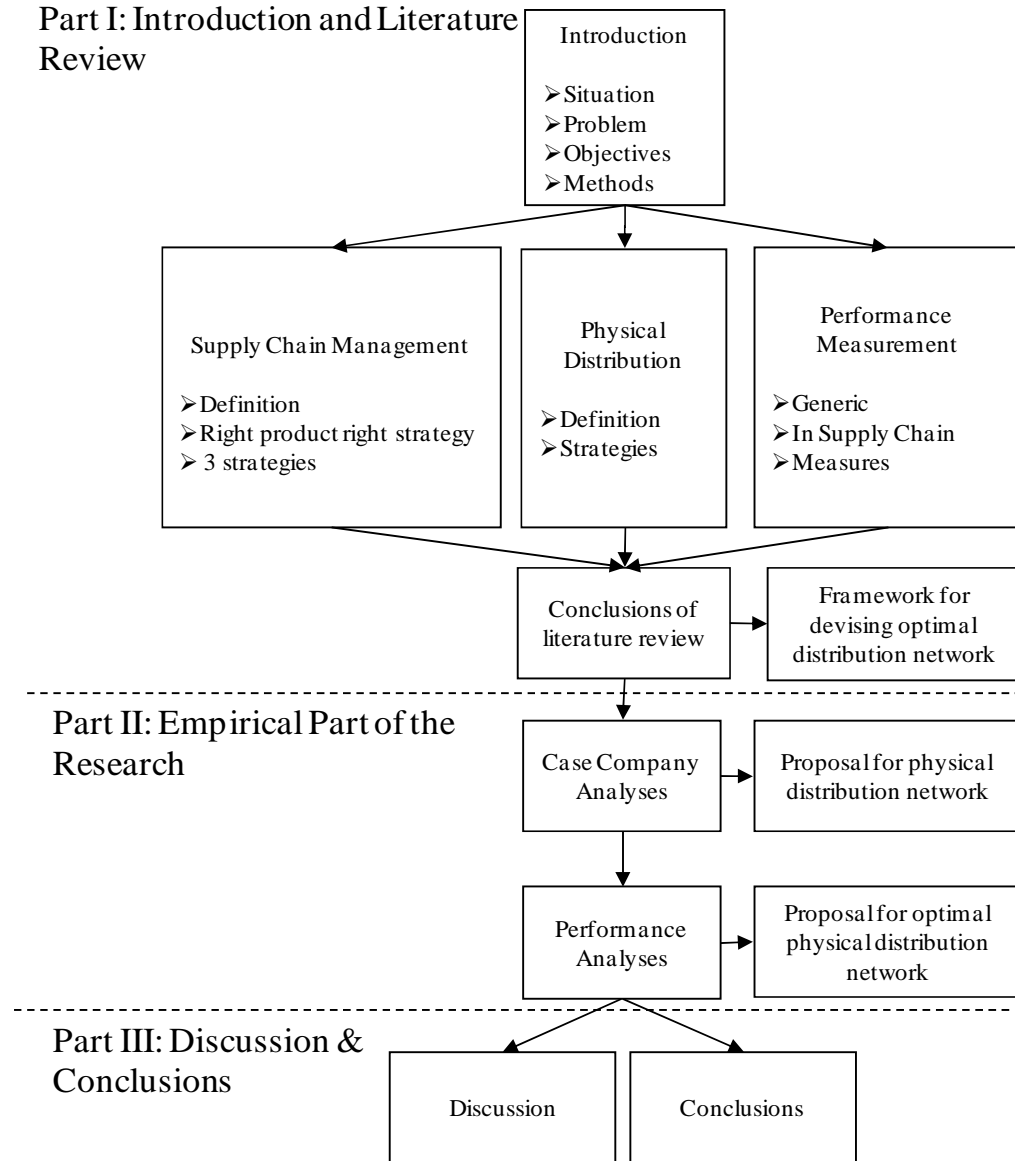 Part I: Introduction and Literature
Review
Introduction
➢Situation
➢Problem
➢Objectives
➢Methods
Supply Chain Management
➢Definition
➢Right product right strategy
➢ 3 strategies
Physical
Distribution
➢Definition
➢Strategies
Performance
Measurement
➢Generic
➢In Supply Chain
➢Measures
Conclusions of
literature review
Framework for
devising optimal
distribution network
Part II: Empirical Part of the
Research
Case Company
Analyses
Proposal for physical
distribution network
Performance
Analyses
Proposal for optimal
physical distribution
network
Part III: Discussion &
Conclusions
Discussion
Conclusions